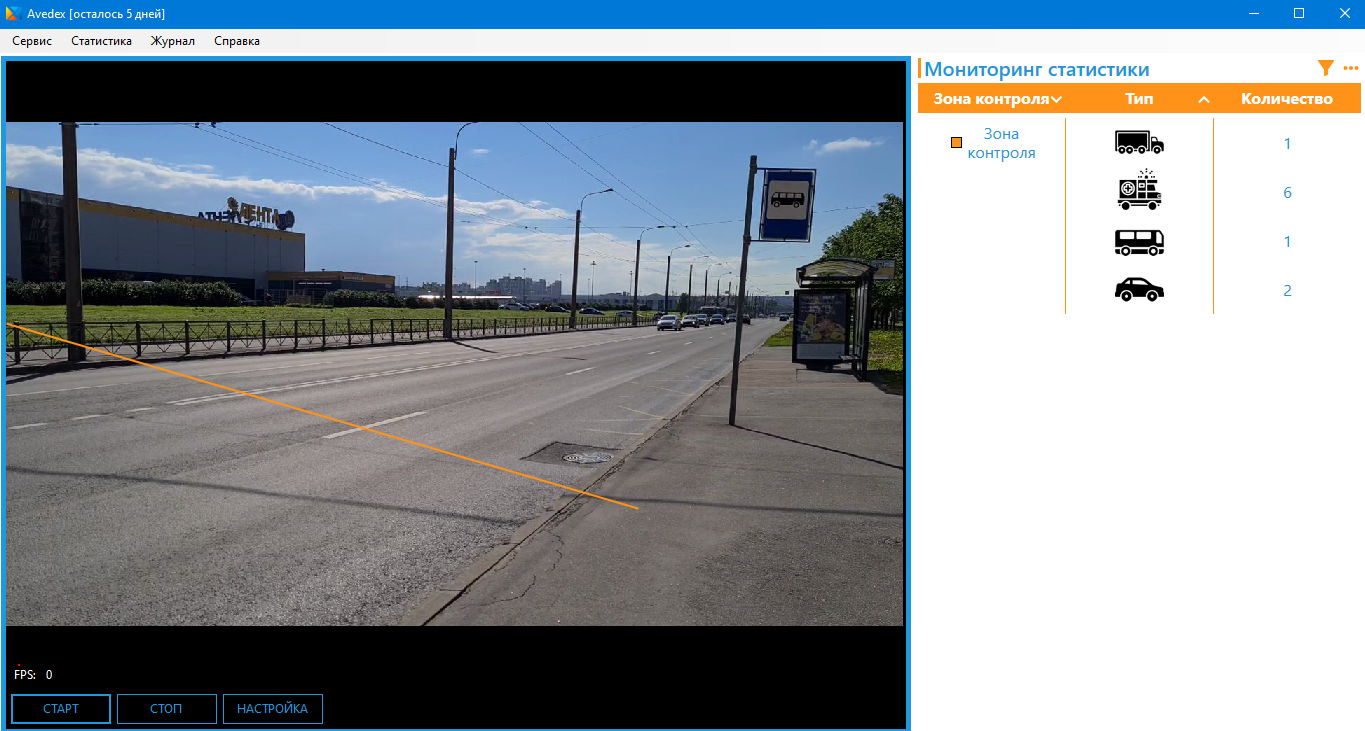 Avedex [осталось 5 дней]
Сервис Статистика Журнал Справка
Мониторинг статистики
Зона контроля Тип Количество
Зона
контроля
1
6
1
2
ЛЕНТА
FPS: 0
СТАРТ СТОП НАСТРОЙКА